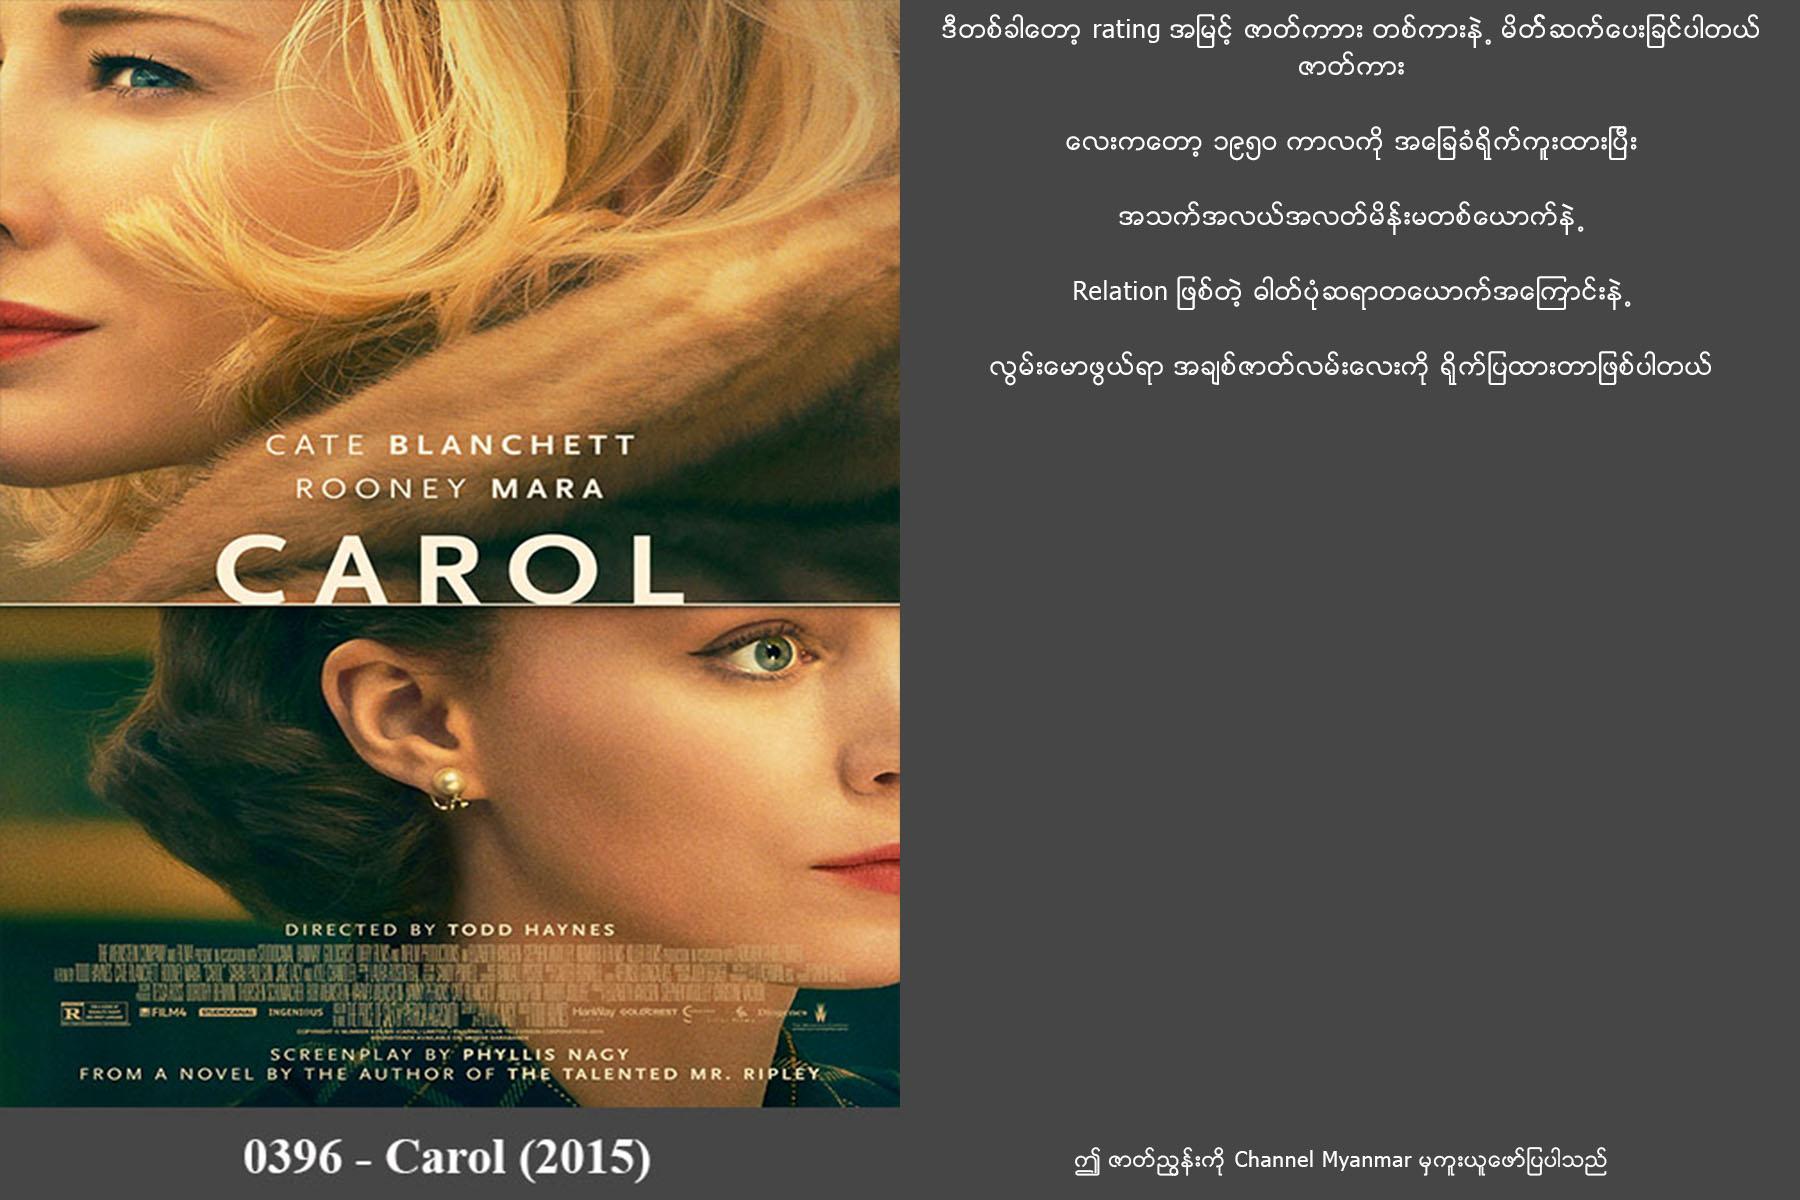 CATE BLANCHETT
ROONEY MARA
CAROL
DIRECTED BY TODD HAYNES
R
FILM4
STUDIOCANAL
INGENIOUS
HanWay
GOLDCREST
SCREENPLAY BY PHYLLIS NAGY
FROM A NOVEL BY THE AUTHOR OF THE TALENTED MR. RIPLEY
0396 - Carol (2015)
ဒီတစ်ခါတော့ rating အမြင့် ဇာတ်ကာား တစ်ကားနဲ့ မိတ်ဆက်ပေးခြင်ပါတယ်
ဇာတ်ကား
လေးကတော့ ၁၉၅၀ ကာလကို အခြေခံရိုက်ကူးထားပြီး
အသက်အလယ်အလတ်မိန်းမတစ်ယောက်နဲ့
Relation ဖြစ်တဲ့ ဓါတ်ပုံဆရာတယောက်အကြောင်းနဲ့
လွမ်းမောဖွယ်ရာ အချစ်ဇာတ်လမ်းလေးကို ရိုက်ပြထားတာဖြစ်ပါတယ်
ဤ ဇာတ်ညွှန်းကို Channel Myanmar မှကူးယူဖော်ပြပါသည်